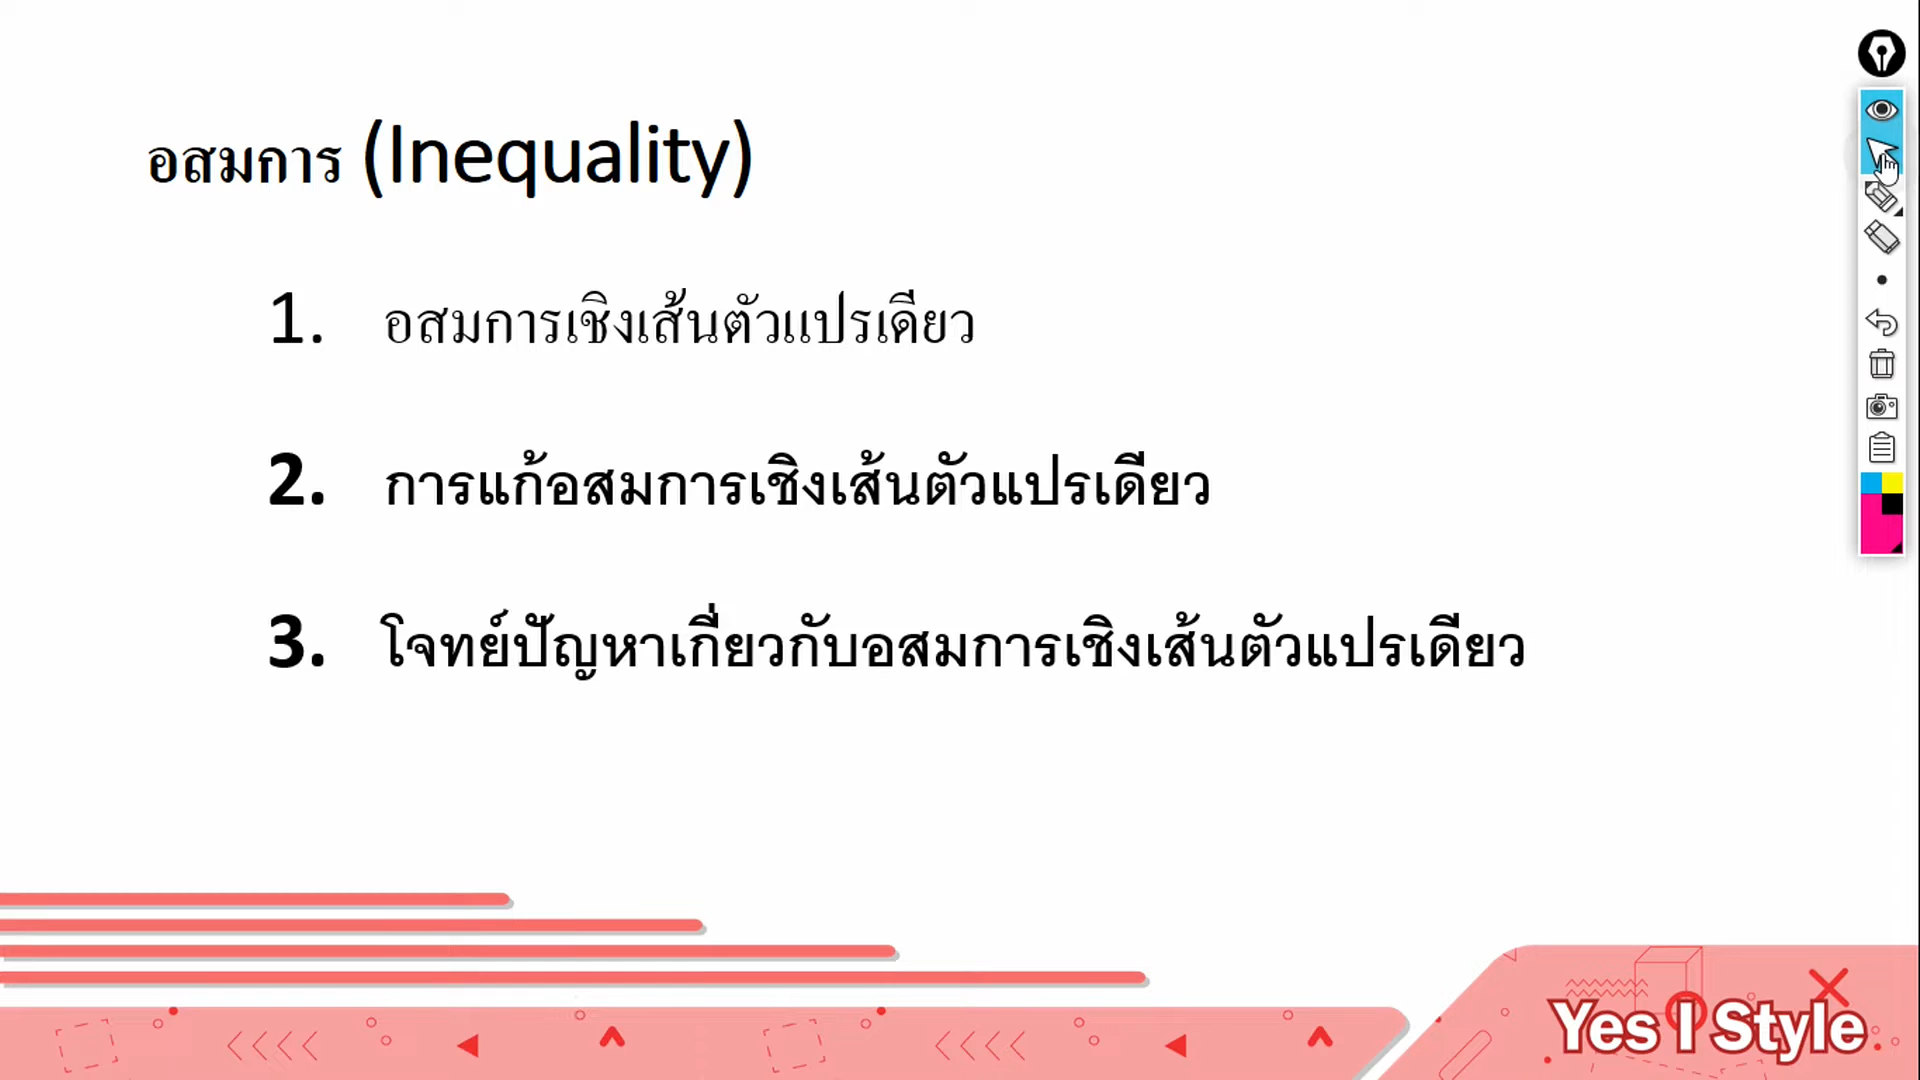 อสมการ (Inequality)
1. อสมการเชิงเส้นตัวแปรเดียว
2. การแก้อสมการเชิงเส้นตัวแปรเดียว
3. โจทย์ปัญหาเกี่ยวกับอสมการเชิงเส้นตัวแปรเดียว
Yes I Style